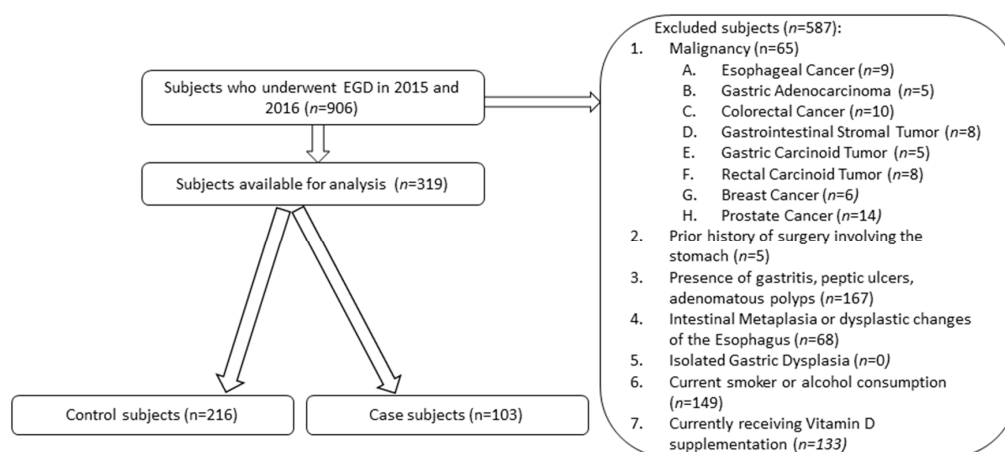 Subjects who underwent EGD in 2015 and
2016 (n=906)
Subjects available for analysis (n=319)
Control subjects (n=216)
Case subjects (n=103)
Excluded subjects (n=587):
1. Malignancy (n=65)
A. Esophageal Cancer (n=9)
B. Gastric Adenocarcinoma (n=5)
C. Colorectal Cancer (n=10)
D. Gastrointestinal Stromal Tumor (n=8)
E. Gastric Carcinoid Tumor (n=5)
F. Rectal Carcinoid Tumor (n=8)
G. Breast Cancer (n=6)
H. Prostate Cancer (n=14)
2. Prior history of surgery involving the
stomach (n=5)
3. Presence of gastritis, peptic ulcers,
adenomatous polyps (n=167)
4. Intestinal Metaplasia or dysplastic changes
of the Esophagus (n=68)
5. Isolated Gastric Dysplasia (n=0)
6. Current smoker or alcohol consumption
(n=149)
7. Currently receiving Vitamin D
supplementation (n=133)